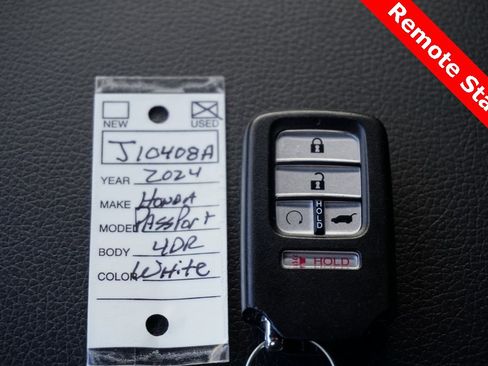 Remote Sta
NEW USED
J10408A
YEAR 2024
MAKE HONDA
MODEL PASSPORT
BODY 4DR
COLOR WHITE
HOLD
HOLD